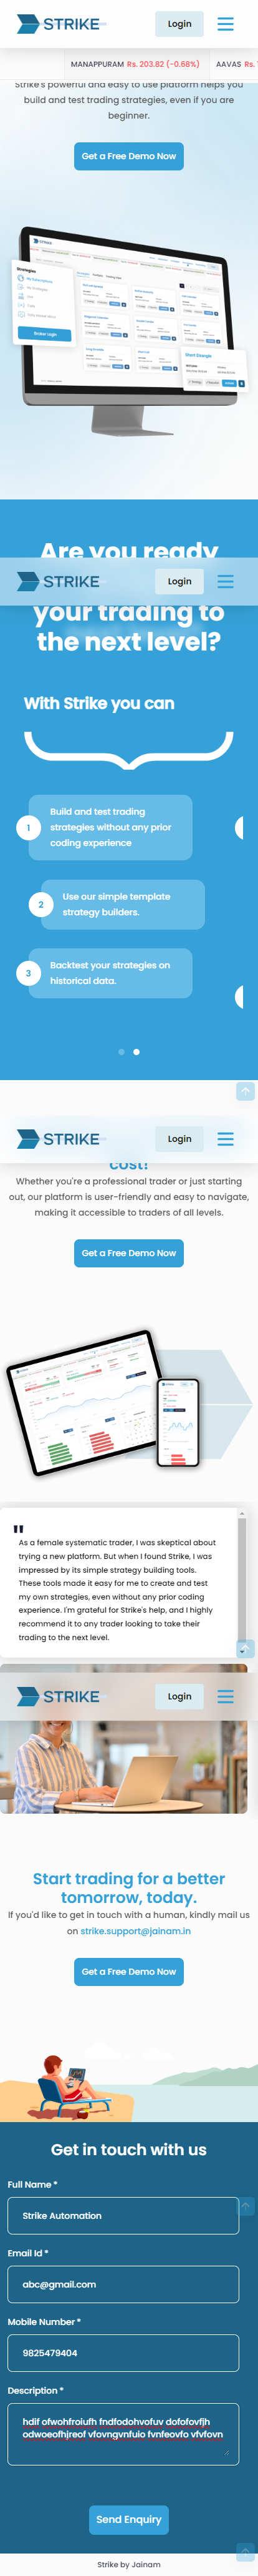 STRIKE
Login
MANAPPURAM Rs. 203.82 (-0.68%) AAVAS Rs.
Strike's powerful and easy to use platform helps you
build and test trading strategies, even if you are
beginner.
Get a Free Demo Now
Strategies
Broker Login
Short Strangle
Are you ready
STRIKE
Login
your trading to
the next level?
With Strike you can
1
Build and test trading
strategies without any prior
coding experience
2
Use our simple template
strategy builders.
3
Backtest your strategies on
historical data.
STRIKE
Login
cost!
Whether you're a professional trader or just starting
out, our platform is user-friendly and easy to navigate,
making it accessible to traders of all levels.
Get a Free Demo Now
"
As a female systematic trader, I was skeptical about
trying a new platform. But when I found Strike, I was
impressed by its simple strategy building tools.
These tools made it easy for me to create and test
my own strategies, even without any prior coding
experience. I'm grateful for Strike's help, and I highly
recommend it to any trader looking to take their
trading to the next level.
STRIKE
Login
Start trading for a better
tomorrow, today.
If you'd like to get in touch with a human, kindly mail us
on strike.support@jainam.in
Get a Free Demo Now
Get in touch with us
Full Name *
Strike Automation
Email Id *
abc@gmail.com
Mobile Number *
9825479404
Description *
hdif ofwohfroiufh fndfodohvofuv dofofovfjh
odwoeofhjreof vfovngvnfuio fvnfeovfo vfvfovn
Send Enquiry
Strike by Jainam